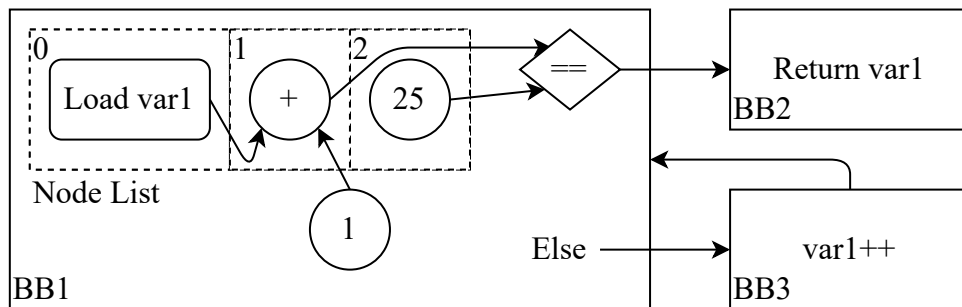 0
1
2
Load var1
+
25
==
Return var1
BB2
Node List
1
Else
var1++
BB1
BB3